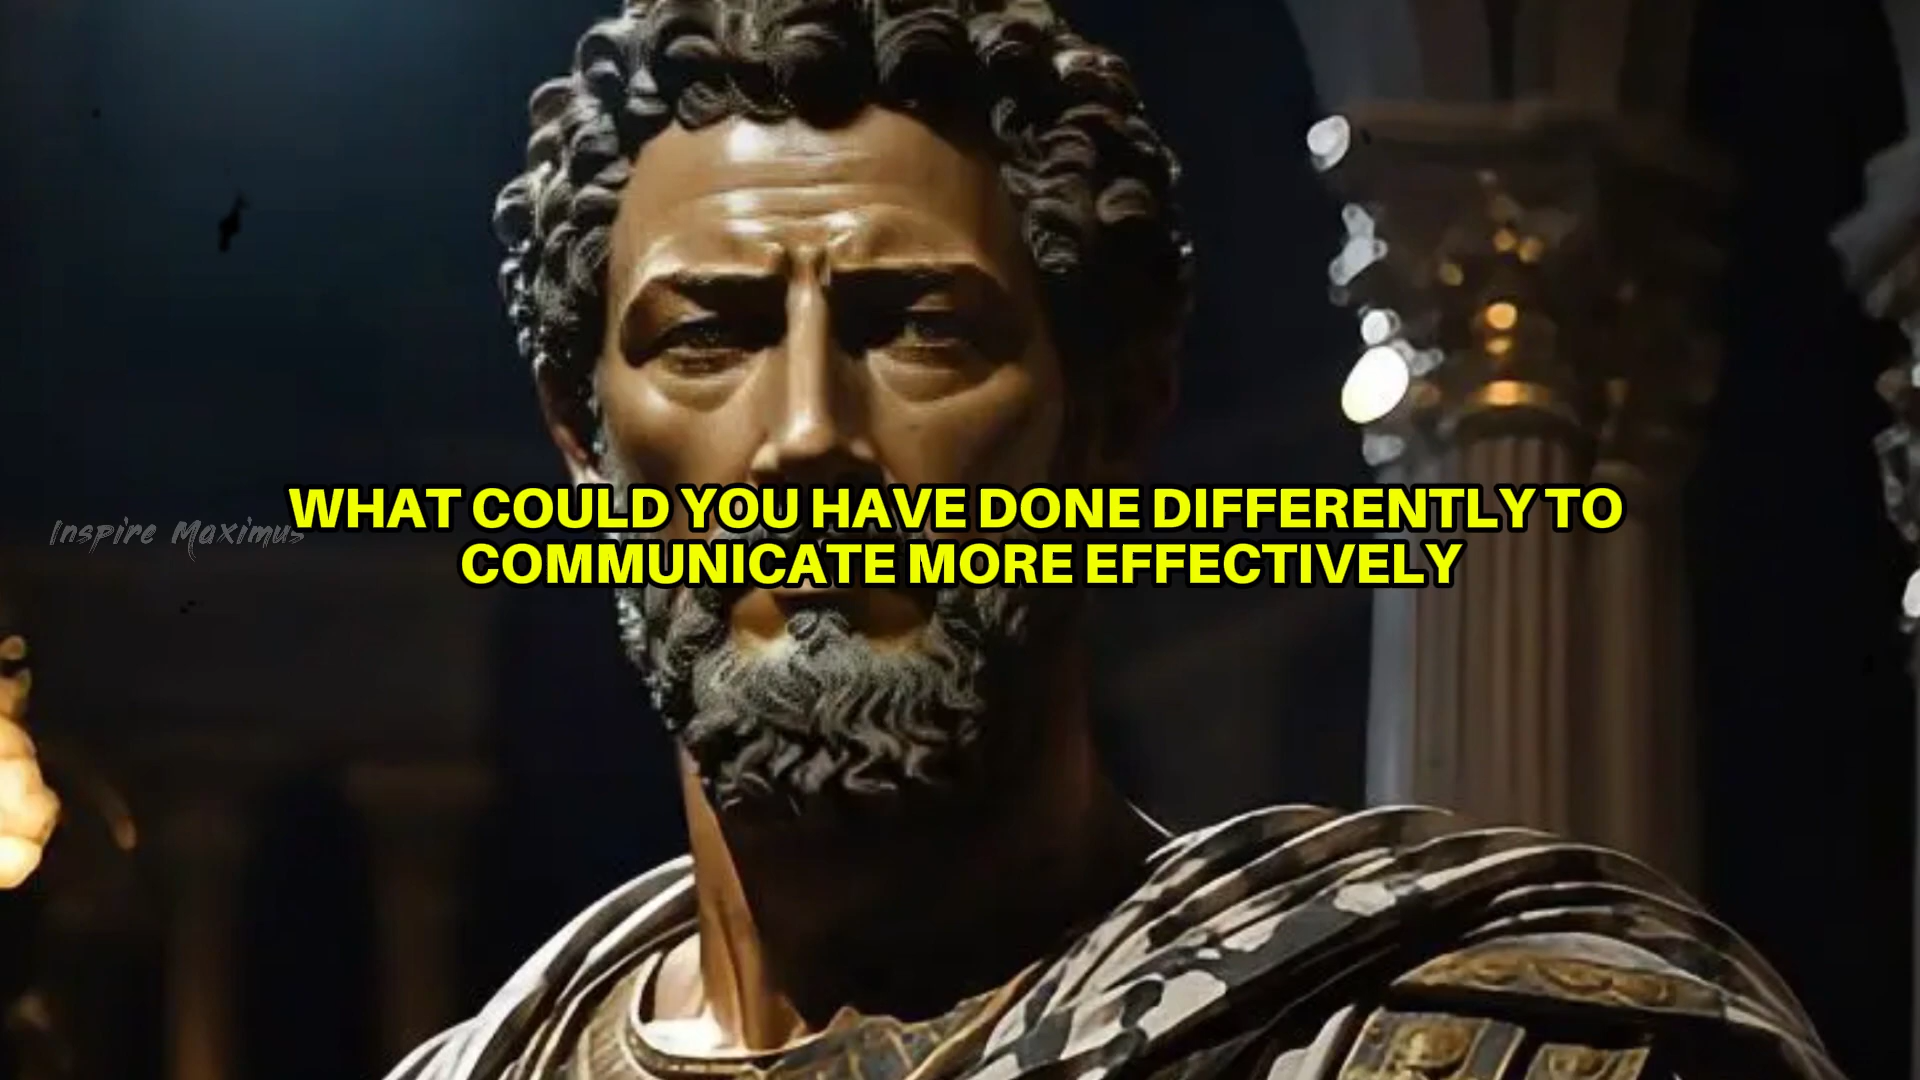 WHAT COULD YOU HAVE DONE DIFFERENTLY TO
COMMUNICATE MORE EFFECTIVELY
Inspire Maximus